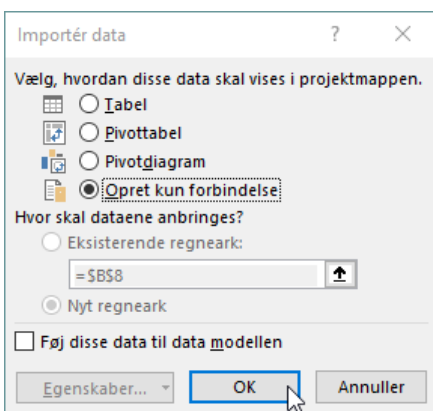 Importér data ?
Vælg, hvordan disse data skal vises i projektmappen.
Tabel
Pivottabel
Pivotdiagram
Opret kun forbindelse
Hvor skal dataene anbringes?
Eksisterende regneark:
=$B$8
Nyt regneark
Føj disse data til data modellen
Egenskaber... OK Annuller